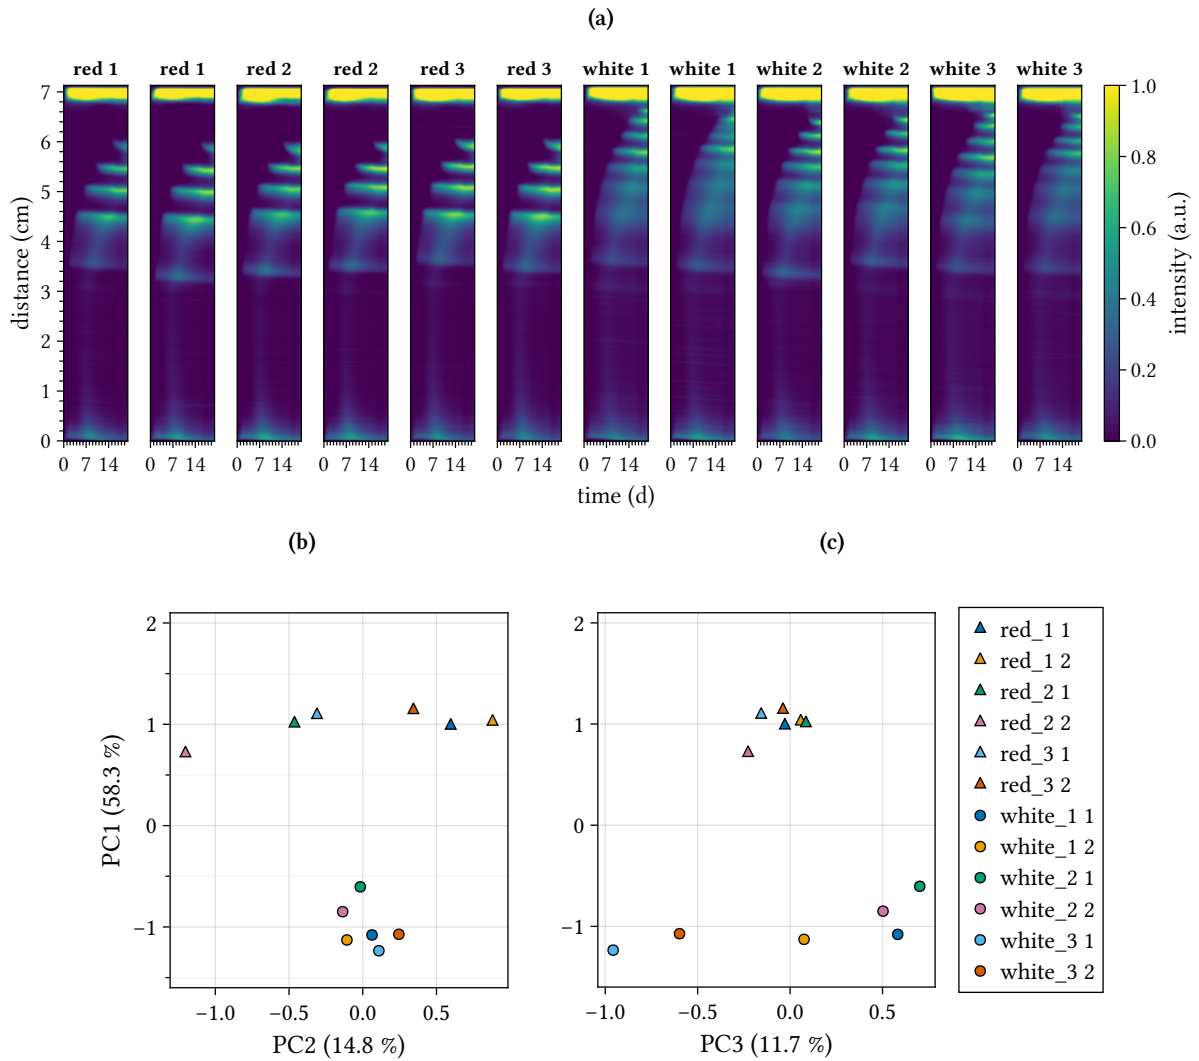 (a)
red 1 red 1 red 2 red 2 red 3 red 3 white 1 white 1 white 2 white 2 white 3 white 3
distance (cm)
7
6
5
4
3
2
1
0
0 7 14 0 7 14 0 7 14 0 7 14 0 7 14 0 7 14 0 7 14 0 7 14 0 7 14 0 7 14 0 7 14 0 7 14
time (d)
1.0
0.8
0.6
0.4
0.2
0.0
intensity (a.u.)
(b)
PC1 (58.3 %)
2
1
0
−1
−1.0 −0.5 0.0 0.5
PC2 (14.8 %)
(c)
2
1
0
−1
−1.0 −0.5 0.0 0.5
PC3 (11.7 %)
red_1 1
red_1 2
red_2 1
red_2 2
red_3 1
red_3 2
white_1 1
white_1 2
white_2 1
white_2 2
white_3 1
white_3 2